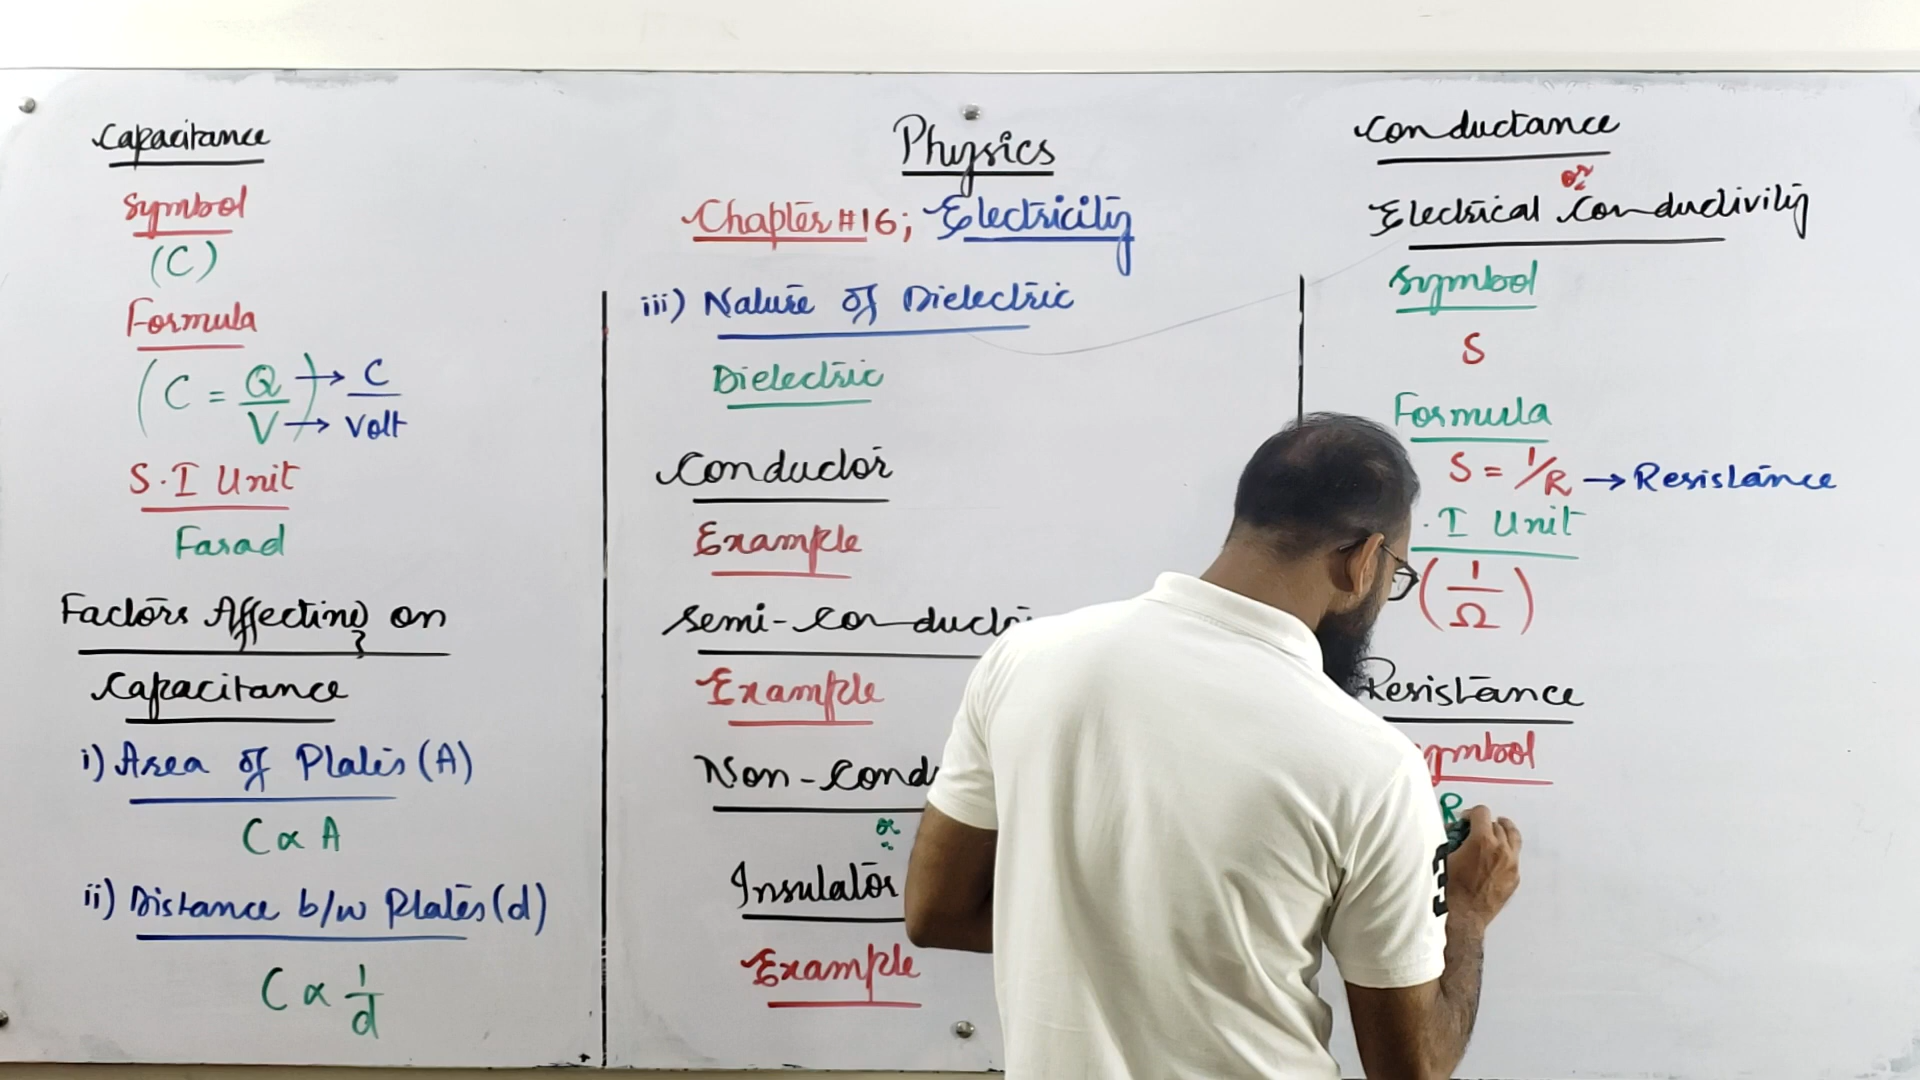 Capacitance
Symbol
(C)
Formula
(C = Q/V) → C / → Volt
S.I Unit
Farad
Factors Affecting on
Capacitance
i) Area of Plates (A)
C ∝ A
ii) Distance b/w Plates (d)
C ∝ 1/d
Physics
Chapter #16; Electricity
iii) Nature of Dielectric
Dielectric
Conductor
Example
Semi-Conducto
Example
Non-Cond
or
Insulator
Example
Conductance
or
Electrical Conductivity
Symbol
S
Formula
S = 1/R → Resistance
.I Unit
(1/Ω)
Resistance
ymbol
R